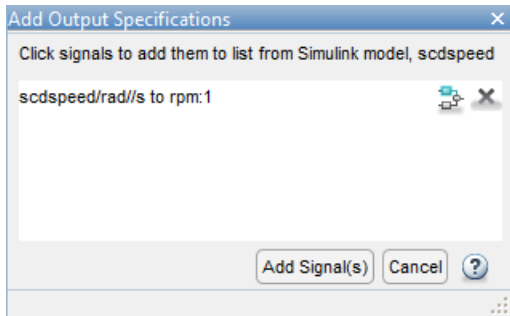 Add Output Specifications
Click signals to add them to list from Simulink model, scdspeed
scdspeed/rad//s to rpm:1
Add Signal(s) Cancel ?